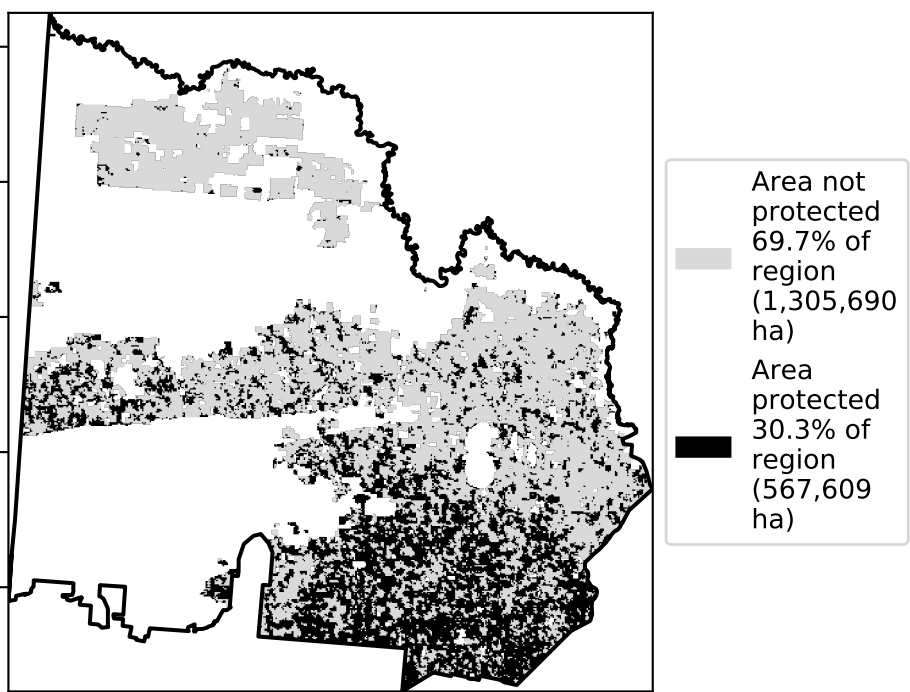 Area not
protected
69.7% of
region
(1,305,690
ha)
Area
protected
30.3% of
region
(567,609
ha)